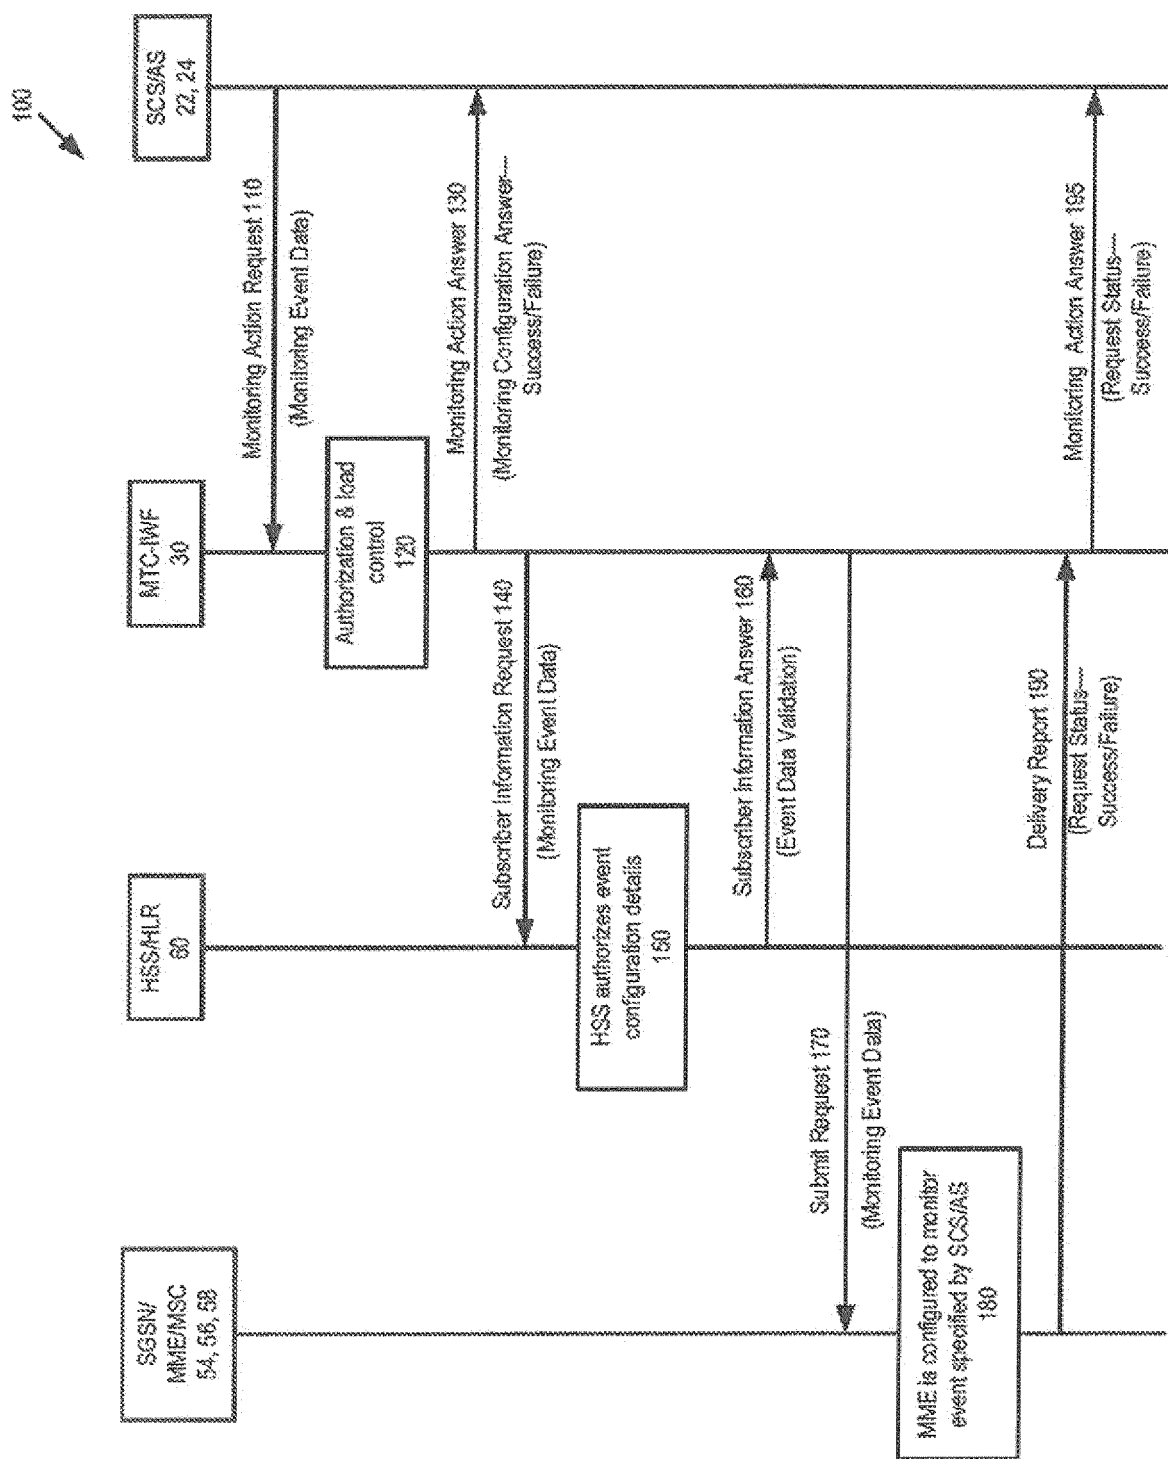 100
SGSN/
MME/MSC
54, 56, 58
HSS/HLR
60
MTC-IWF
30
SCS/AS
22, 24
Monitoring Action Request 110
(Monitoring Event Data)
Authorization & load
control
120
Monitoring Action Answer 130
(Monitoring Configuration Answer---
Success/Failure)
Subscriber Information Request 140
(Monitoring Event Data)
HSS authorizes event
configuration details
150
Subscriber Information Answer 160
(Event Data Validation)
Submit Request 170
(Monitoring Event Data)
MME is configured to monitor
event specified by SCS/AS
180
Delivery Report 190
(Request Status---
Success/Failure)
Monitoring Action Answer 195
(Request Status---
Success/Failure)